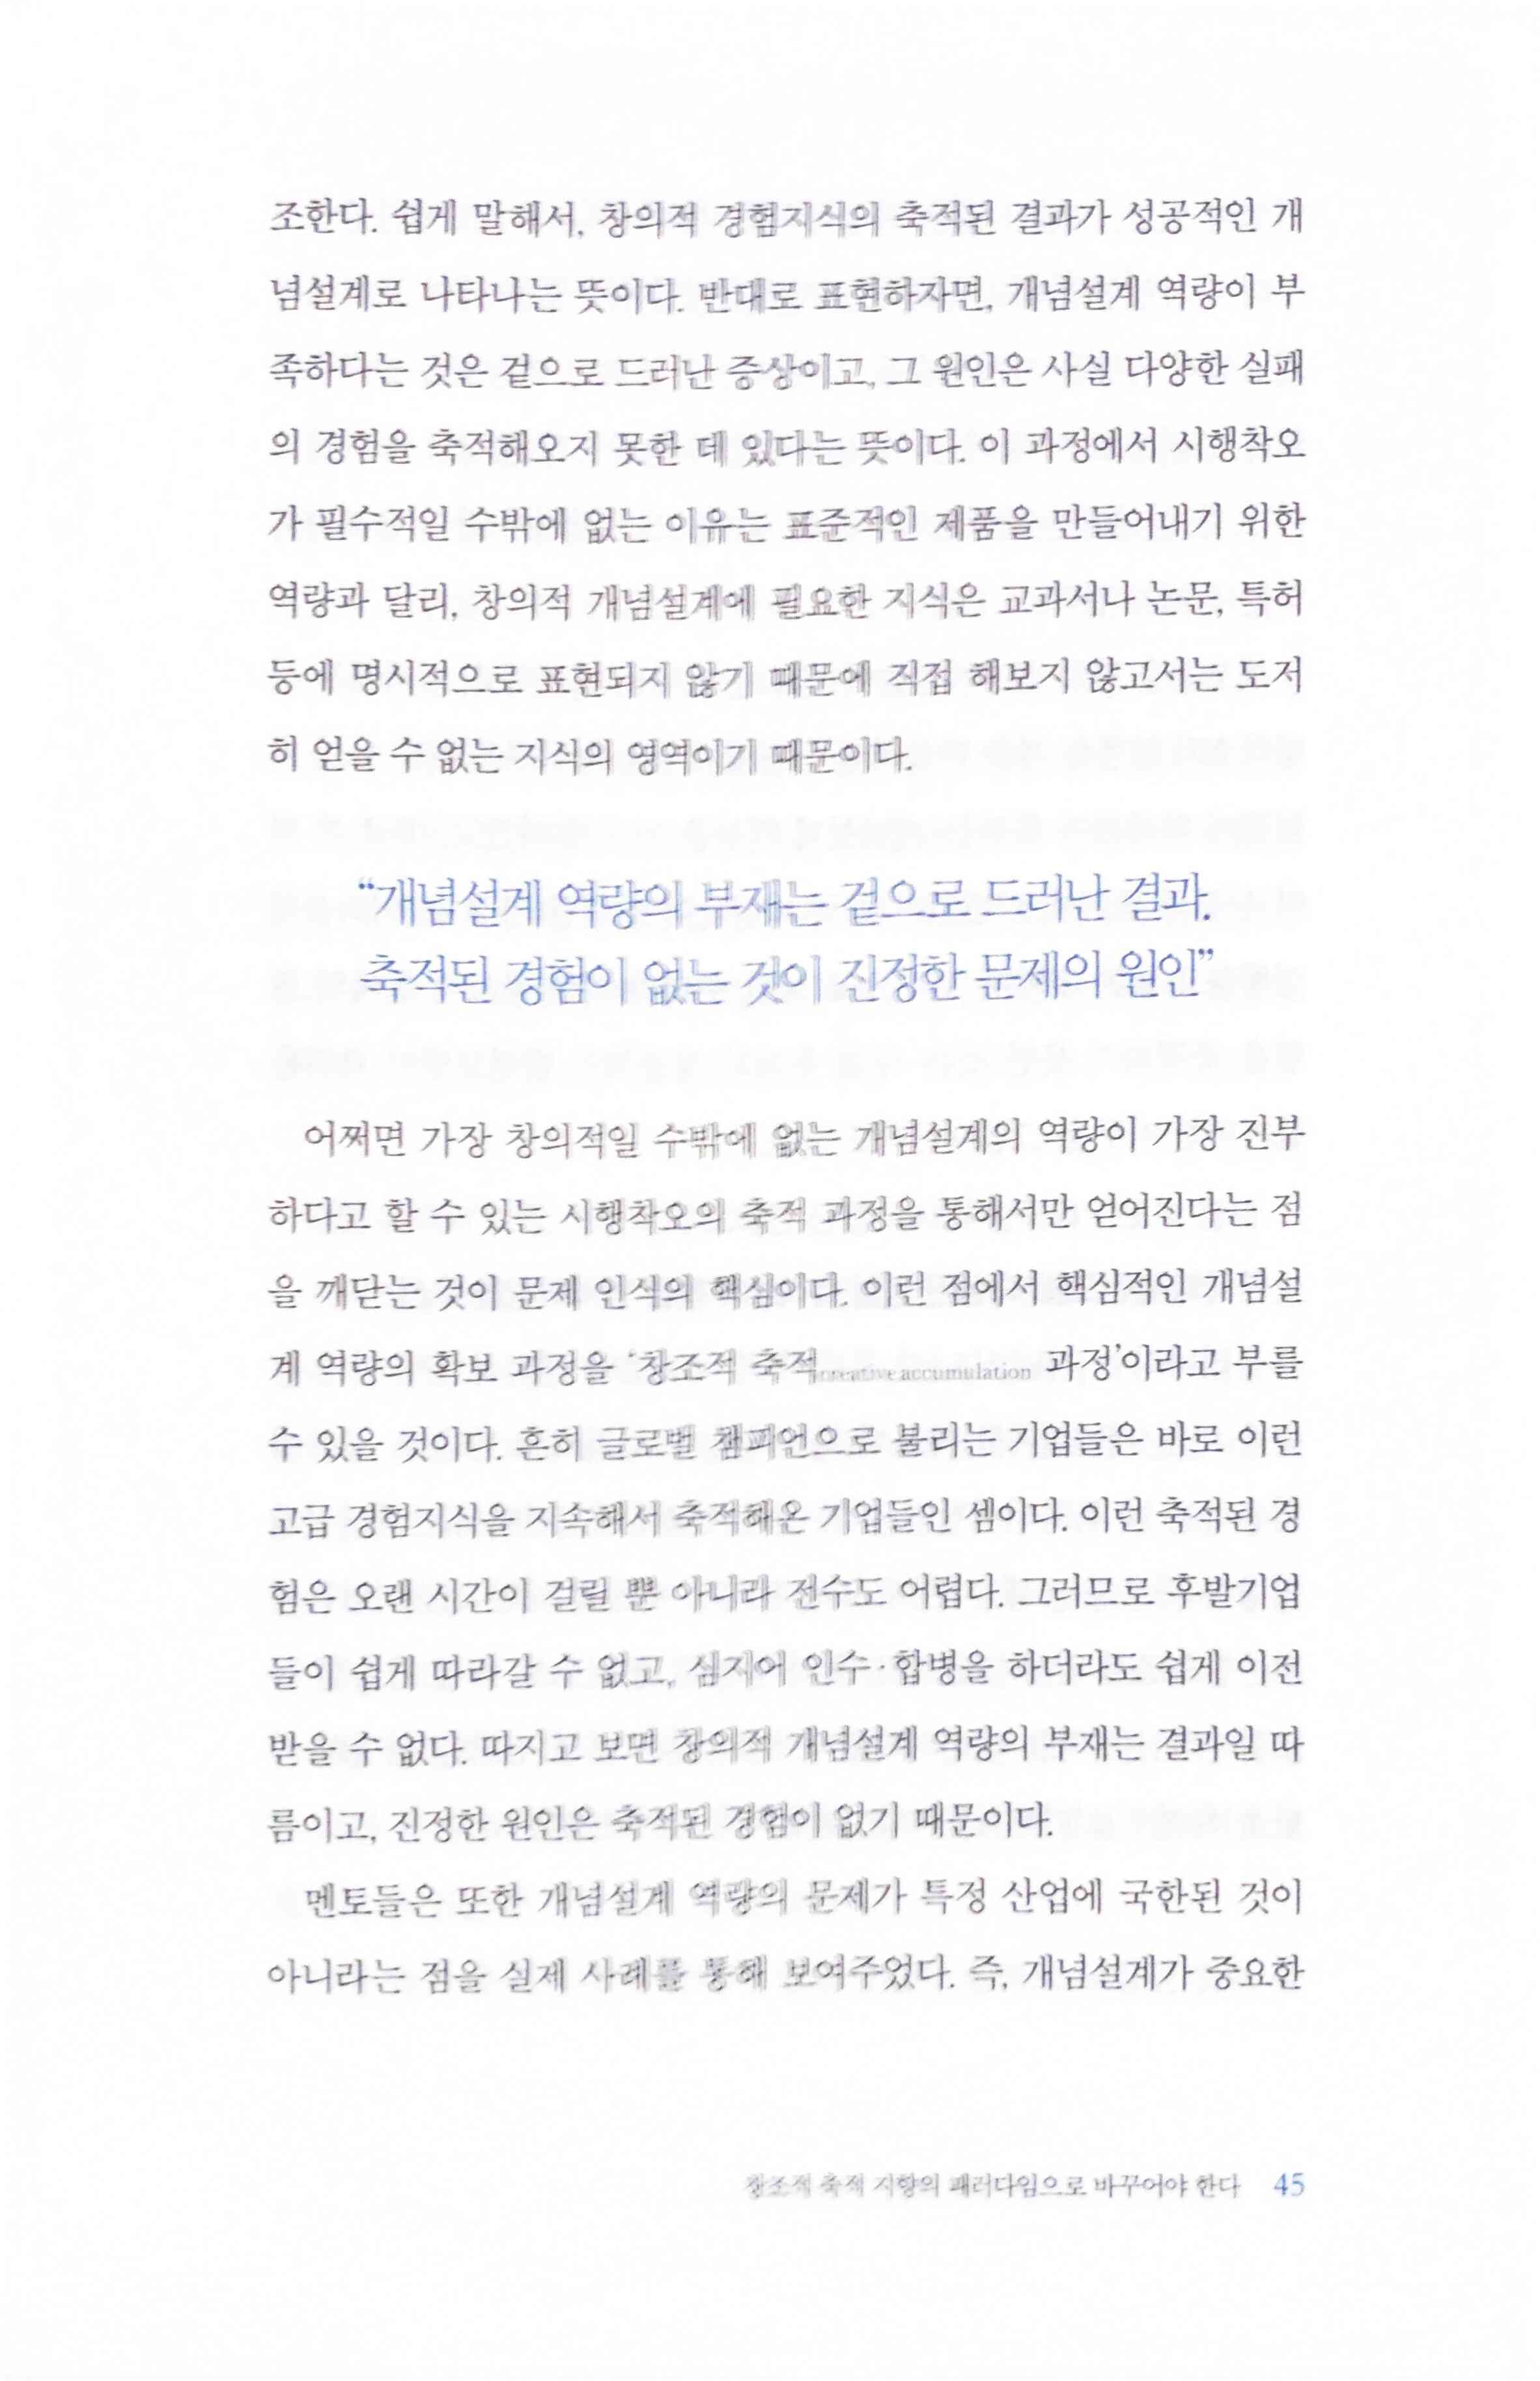 조한다. 쉽게 말해서, 창의적 경험지식의 축적된 결과가 성공적인 개
념설계로 나타나는 뜻이다. 반대로 표현하자면, 개념설계 역량이 부
족하다는 것은 겉으로 드러난 증상이고, 그 원인은 사실 다양한 실패
의 경험을 축적해오지 못한 데 있다는 뜻이다. 이 과정에서 시행착오
가 필수적일 수밖에 없는 이유는 표준적인 제품을 만들어내기 위한
역량과 달리, 창의적 개념설계에 필요한 지식은 교과서나 논문, 특허
등에 명시적으로 표현되지 않기 때문에 직접 해보지 않고서는 도저
히 얻을 수 없는 지식의 영역이기 때문이다.
“개념설계 역량의 부재는 겉으로 드러난 결과.
축적된 경험이 없는 것이 진정한 문제의 원인”
어쩌면 가장 창의적일 수밖에 없는 개념설계의 역량이 가장 진부
하다고 할 수 있는 시행착오의 축적 과정을 통해서만 얻어진다는 점
을 깨닫는 것이 문제 인식의 핵심이다. 이런 점에서 핵심적인 개념설
계 역량의 확보 과정을 ‘창조적 축적creative accumulation 과정’이라고 부를
수 있을 것이다. 흔히 글로벌 챔피언으로 불리는 기업들은 바로 이런
고급 경험지식을 지속해서 축적해온 기업들인 셈이다. 이런 축적된 경
험은 오랜 시간이 걸릴 뿐 아니라 전수도 어렵다. 그러므로 후발기업
들이 쉽게 따라갈 수 없고, 심지어 인수·합병을 하더라도 쉽게 이전
받을 수 없다. 따지고 보면 창의적 개념설계 역량의 부재는 결과일 따
름이고, 진정한 원인은 축적된 경험이 없기 때문이다.
멘토들은 또한 개념설계 역량의 문제가 특정 산업에 국한된 것이
아니라는 점을 실제 사례를 통해 보여주었다. 즉, 개념설계가 중요한
창조적 축적 지향의 패러다임으로 바꾸어야 한다 45